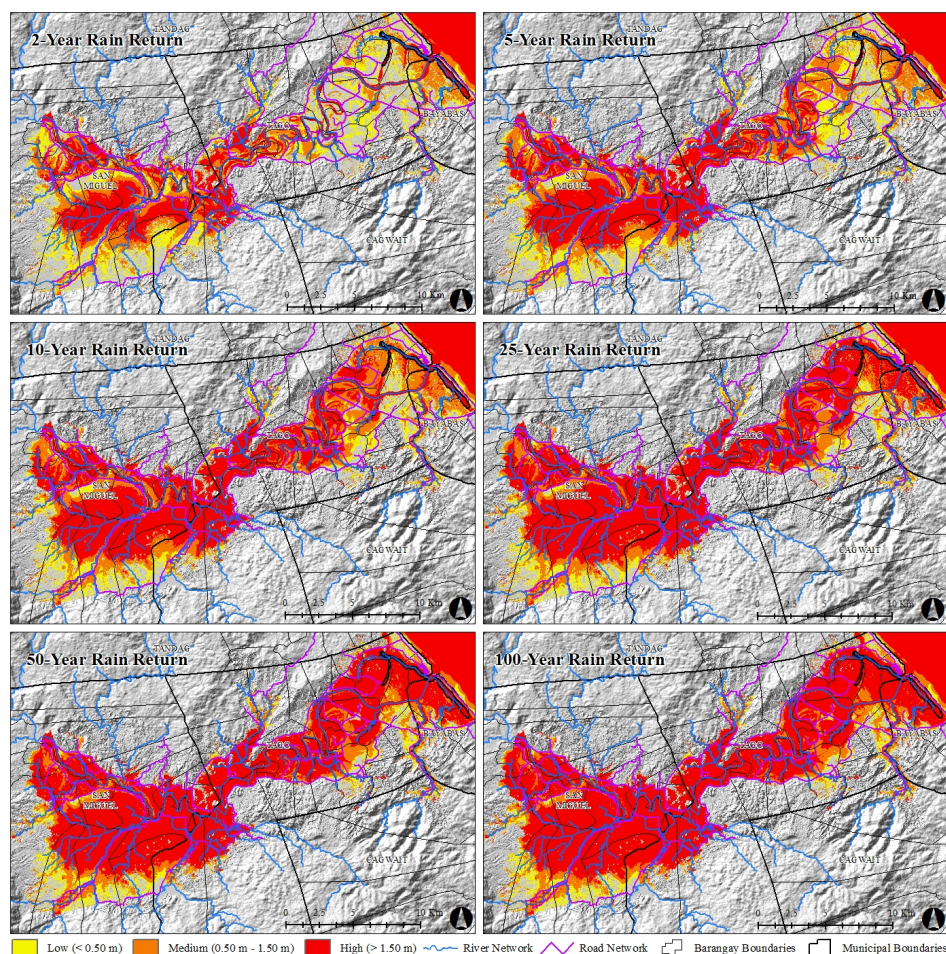 TANDAG
2-Year Rain Return
TAGO
BAYABAS
SAN
MIGUEL
CAGWAIT
0 2.5 5 10 Km
TANDAG
5-Year Rain Return
TAGO
BAYABAS
SAN
MIGUEL
CAGWAIT
0 2.5 5 10 Km
TANDAG
10-Year Rain Return
TAGO
BAYABAS
SAN
MIGUEL
CAGWAIT
0 2.5 5 10 Km
TANDAG
25-Year Rain Return
TAGO
BAYABAS
SAN
MIGUEL
CAGWAIT
0 2.5 5 10 Km
TANDAG
50-Year Rain Return
TAGO
BAYABAS
SAN
MIGUEL
CAGWAIT
0 2.5 5 10 Km
TANDAG
100-Year Rain Return
TAGO
BAYABAS
SAN
MIGUEL
CAGWAIT
0 2.5 5 10 Km
Low (< 0.50 m) Medium (0.50 m - 1.50 m) High (> 1.50 m) River Network Road Network Barangay Boundaries Municipal Boundaries